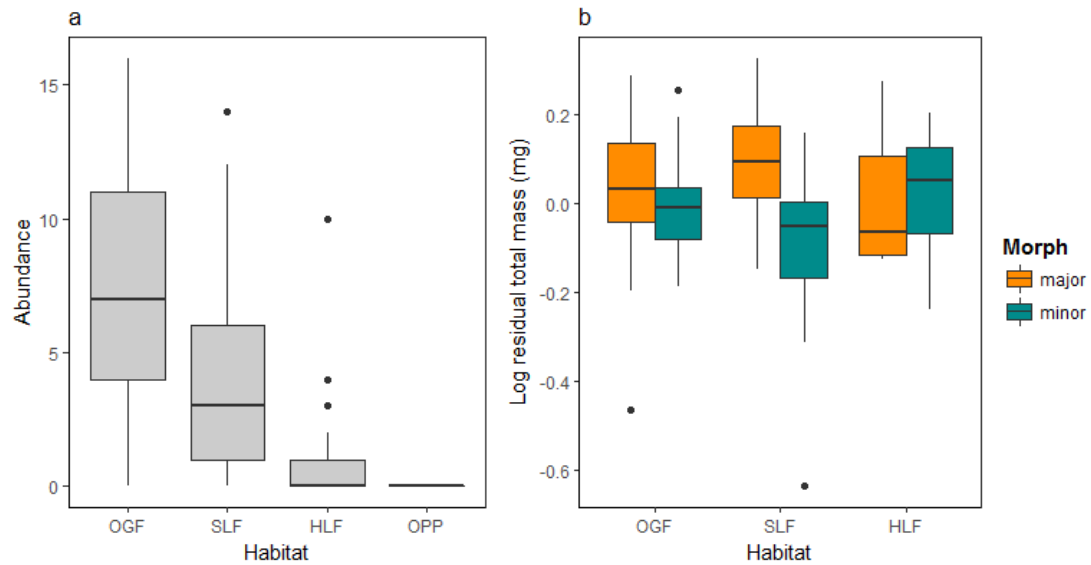 a
Abundance
15
10
5
0
OGF SLF HLF OPP
Habitat
b
Log residual total mass (mg)
0.2
0.0
-0.2
-0.4
-0.6
OGF SLF HLF
Habitat
Morph
major
minor